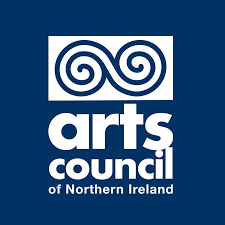 arts
council
of Northern Ireland